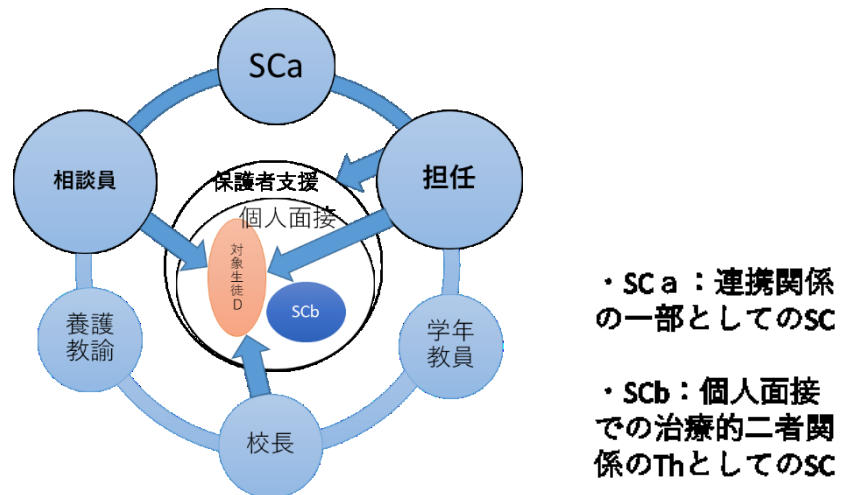 SCa
相談員
担任
保護者支援
個人面接
対象生徒D
SCb
養護
教諭
学年
教員
校長
・SCａ：連携関係
の一部としてのSC
・SCb：個人面接
での治療的二者関
係のThとしてのSC